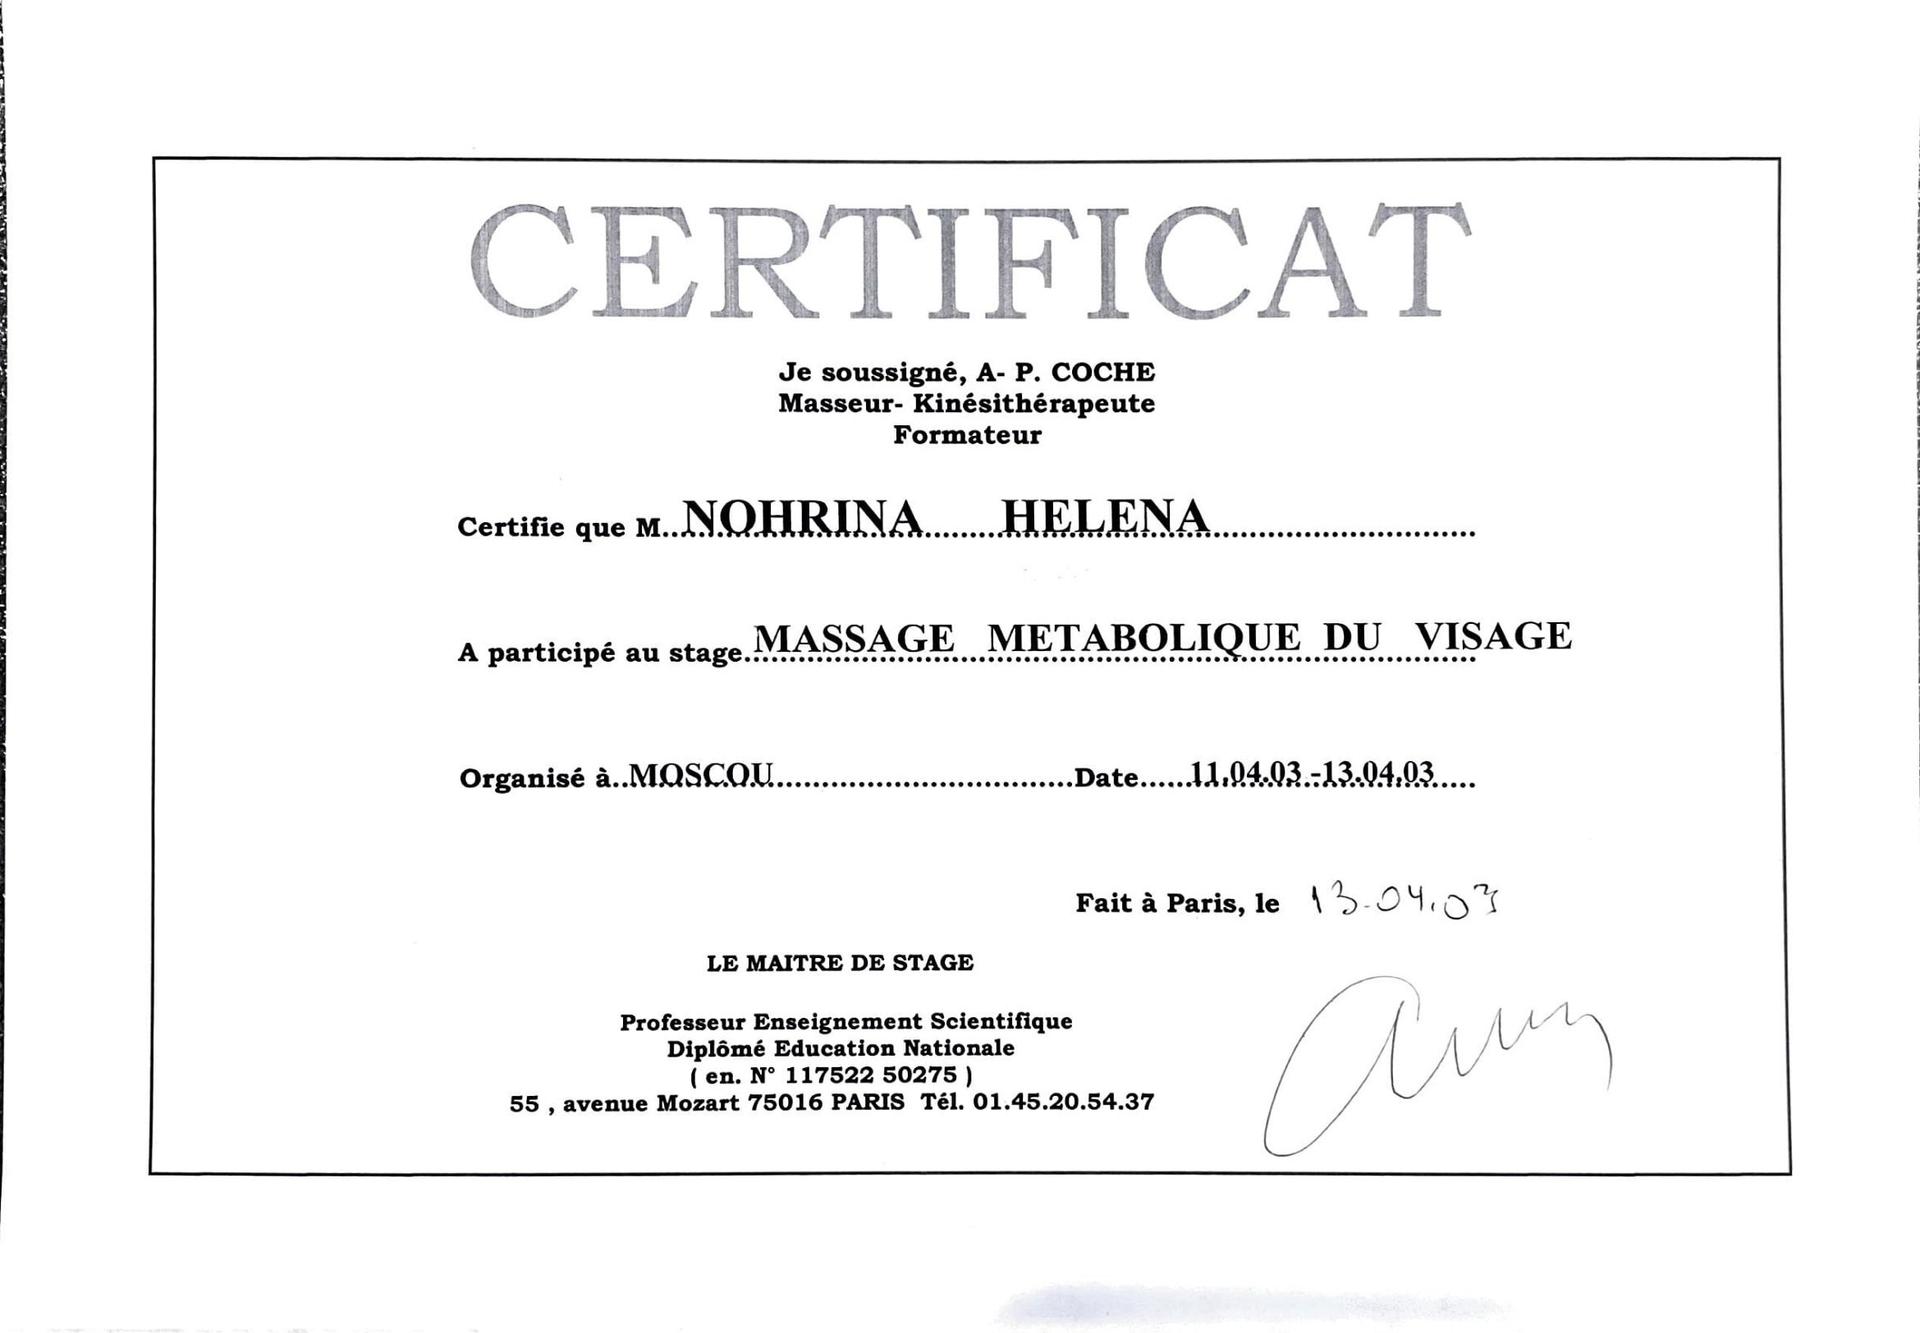 CERTIFICAT
Je soussigné, A- P. COCHE
Masseur- Kinésithérapeute
Formateur
Certifie que M..NOHRINA.....HELENA
A participé au stage.MASSAGE METABOLIQUE DU VISAGE
Organisé à..MOSCOU..............................Date.....11.04.03.-13.04.03....
Fait à Paris, le 13.04.03
LE MAITRE DE STAGE
Professeur Enseignement Scientifique
Diplômé Education Nationale
( en. N° 117522 50275 )
55 , avenue Mozart 75016 PARIS Tél. 01.45.20.54.37